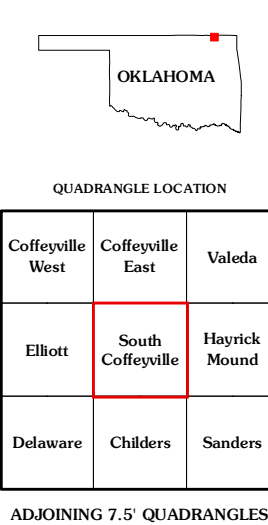 OKLAHOMA
QUADRANGLE LOCATION
Coffeyville
West
Coffeyville
East
Valeda
Elliott
South
Coffeyville
Hayrick
Mound
Delaware
Childers
Sanders
ADJOINING 7.5' QUADRANGLES